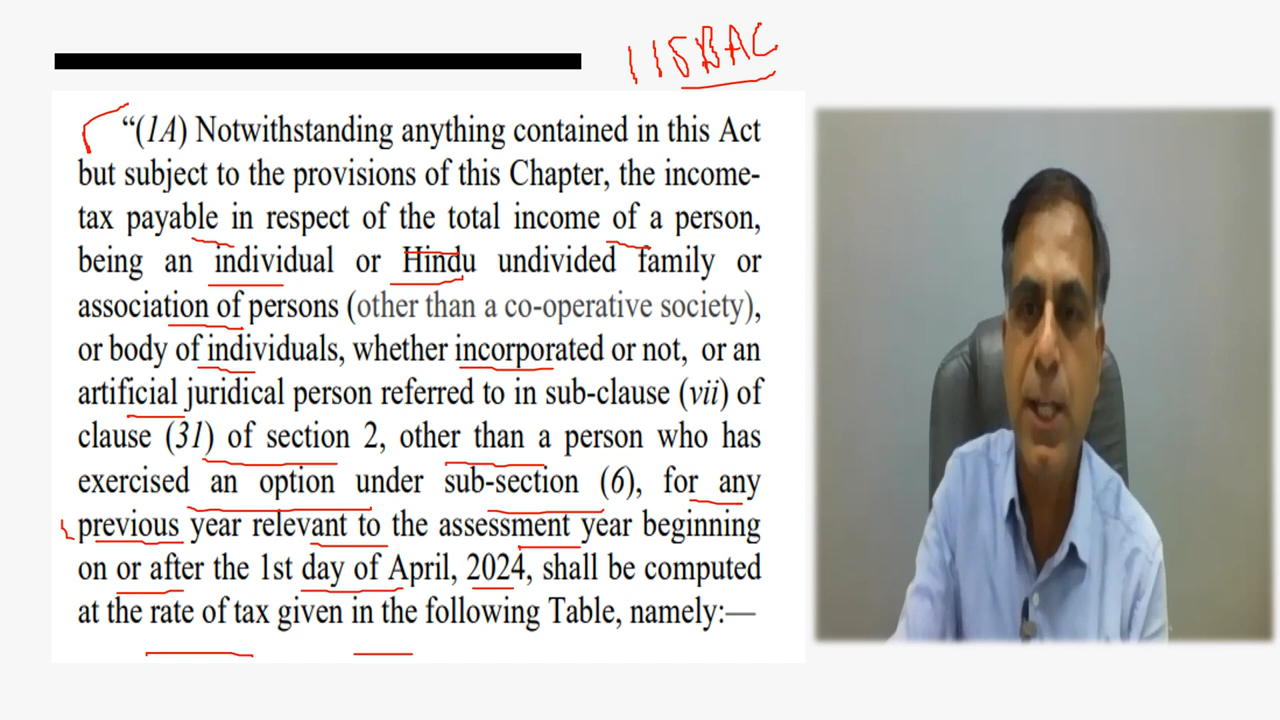 115BAC
“(1A) Notwithstanding anything contained in this Act
but subject to the provisions of this Chapter, the income-
tax payable in respect of the total income of a person,
being an individual or Hindu undivided family or
association of persons (other than a co-operative society),
or body of individuals, whether incorporated or not, or an
artificial juridical person referred to in sub-clause (vii) of
clause (31) of section 2, other than a person who has
exercised an option under sub-section (6), for any
previous year relevant to the assessment year beginning
on or after the 1st day of April, 2024, shall be computed
at the rate of tax given in the following Table, namely:—